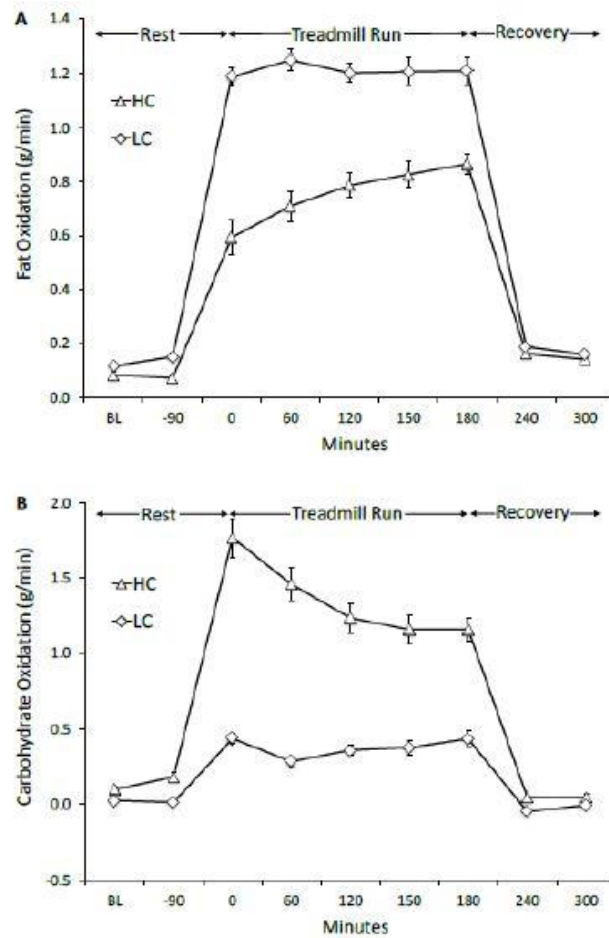 A
Rest Treadmill Run Recovery
1.4
1.2
1.0
0.8
0.6
0.4
0.2
0.0
Fat Oxidation (g/min)
HC
LC
BL -90 0 60 120 150 180 240 300
Minutes
B
Rest Treadmill Run Recovery
2.0
1.5
1.0
0.5
0.0
-0.5
Carbohydrate Oxidation (g/min)
HC
LC
BL -90 0 60 120 150 180 240 300
Minutes